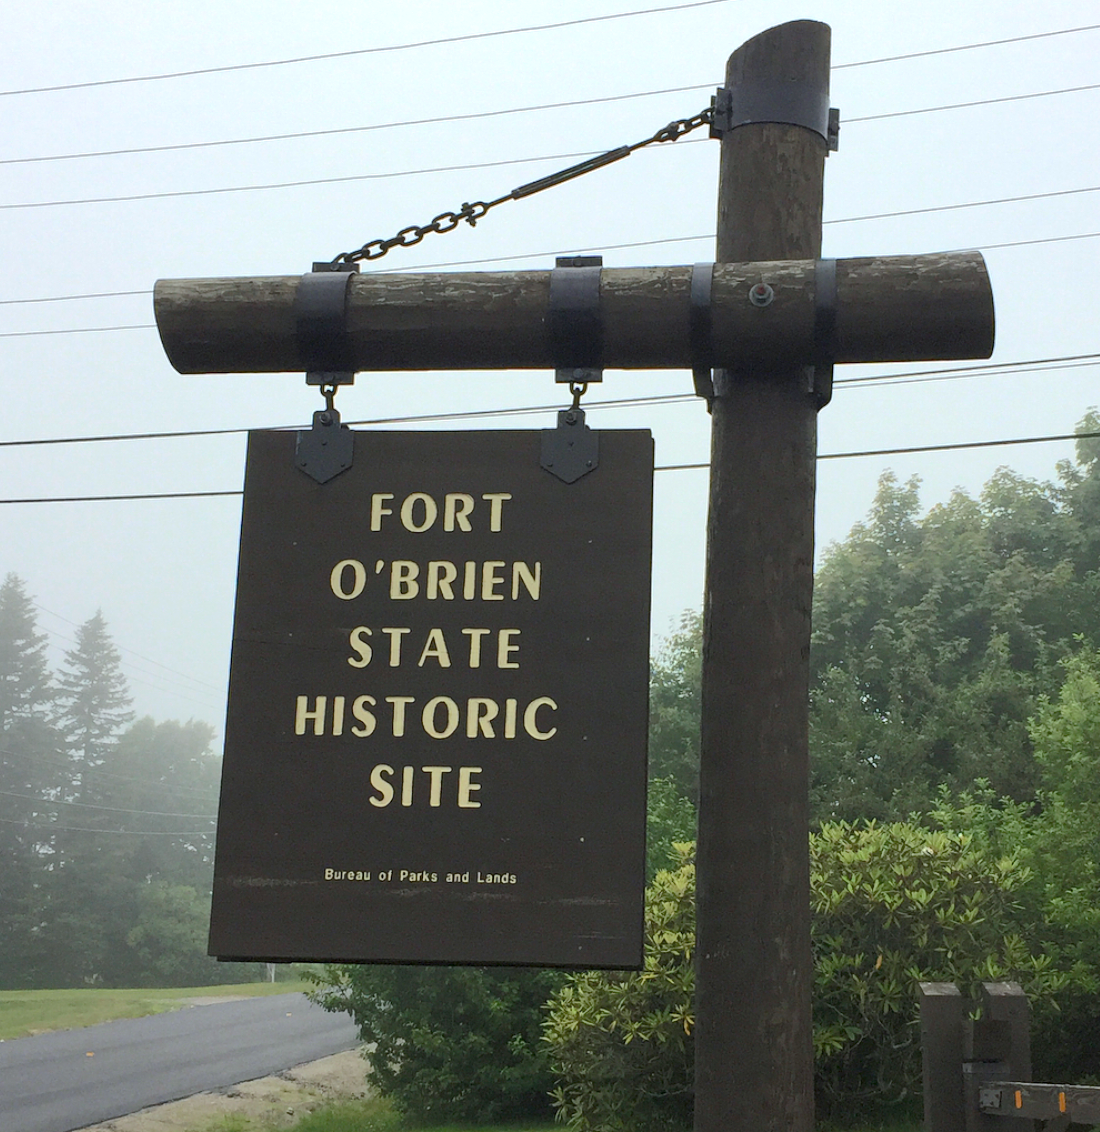 FORT
O'BRIEN
STATE
HISTORIC
SITE
Bureau of Parks and Lands